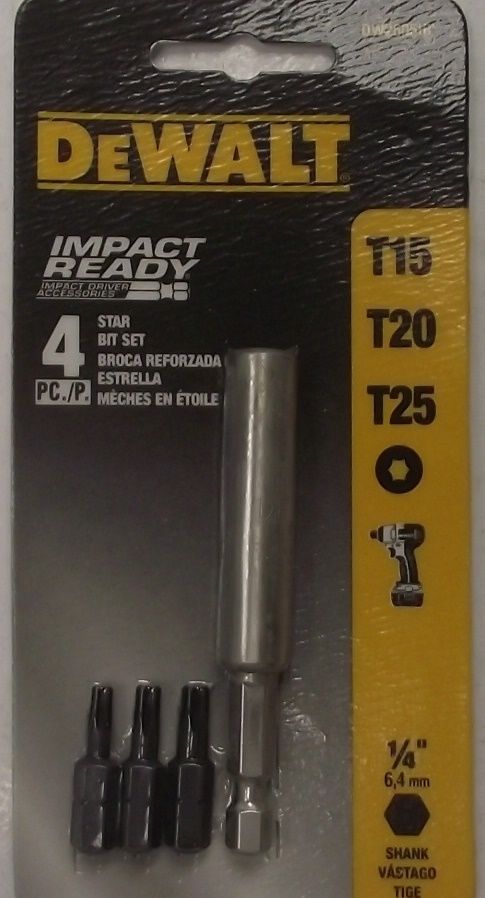 DEWALT®
IMPACT
READY
IMPACT DRIVER
ACCESSORIES
4
PC./P.
STAR
BIT SET
BROCA REFORZADA
ESTRELLA
MÈCHES EN ÉTOILE
T15
T20
T25
1/4"
6,4 mm
SHANK
VÁSTAGO
TIGE